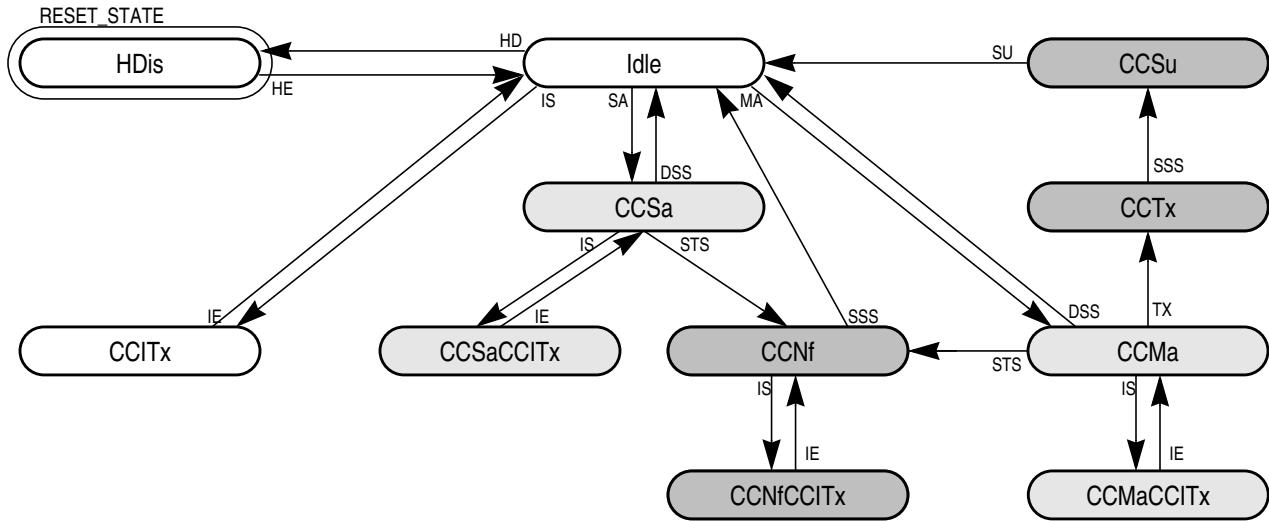 RESET_STATE
HDis
HD
HE
Idle
SU
CCSu
IS
SA
MA
DSS
SSS
CCSa
CCTx
IS
STS
IE
IE
SSS
DSS
TX
CCITx
CCSaCCITx
CCNf
STS
CCMa
IS
IS
IE
IE
CCNfCCITx
CCMaCCITx